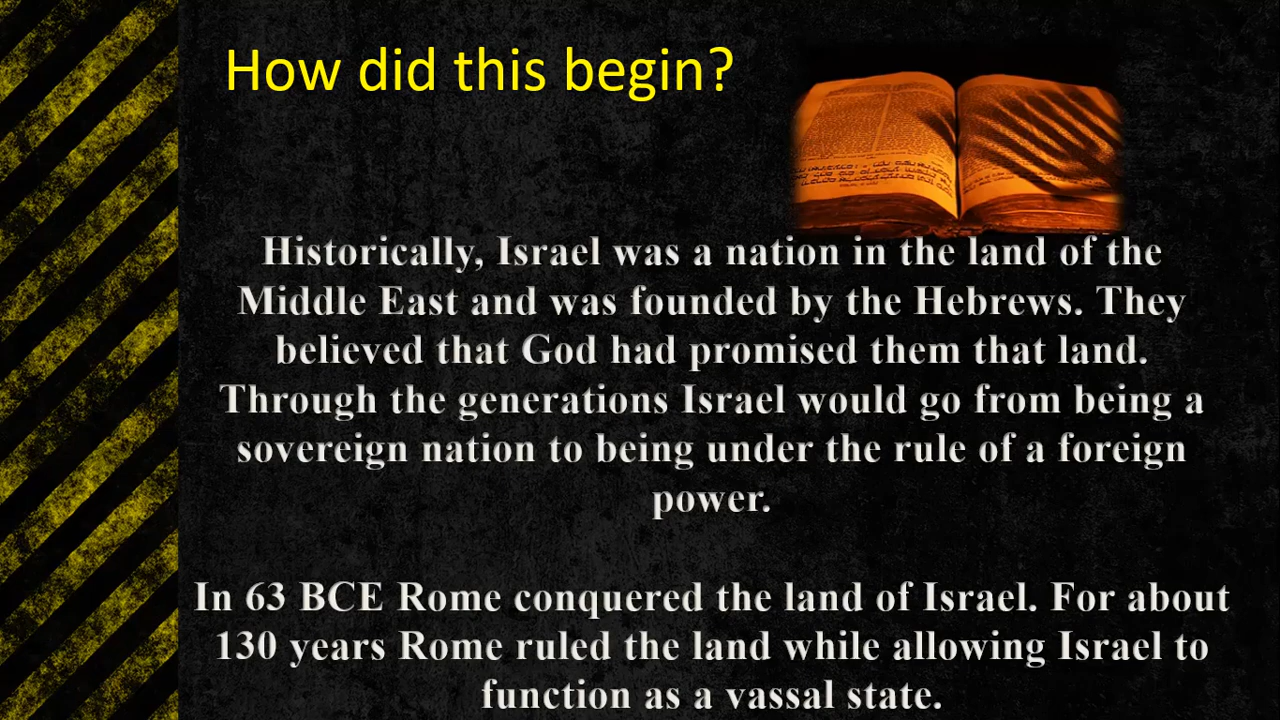 How did this begin?
Historically, Israel was a nation in the land of the
Middle East and was founded by the Hebrews. They
believed that God had promised them that land.
Through the generations Israel would go from being a
sovereign nation to being under the rule of a foreign
power.
In 63 BCE Rome conquered the land of Israel. For about
130 years Rome ruled the land while allowing Israel to
function as a vassal state.